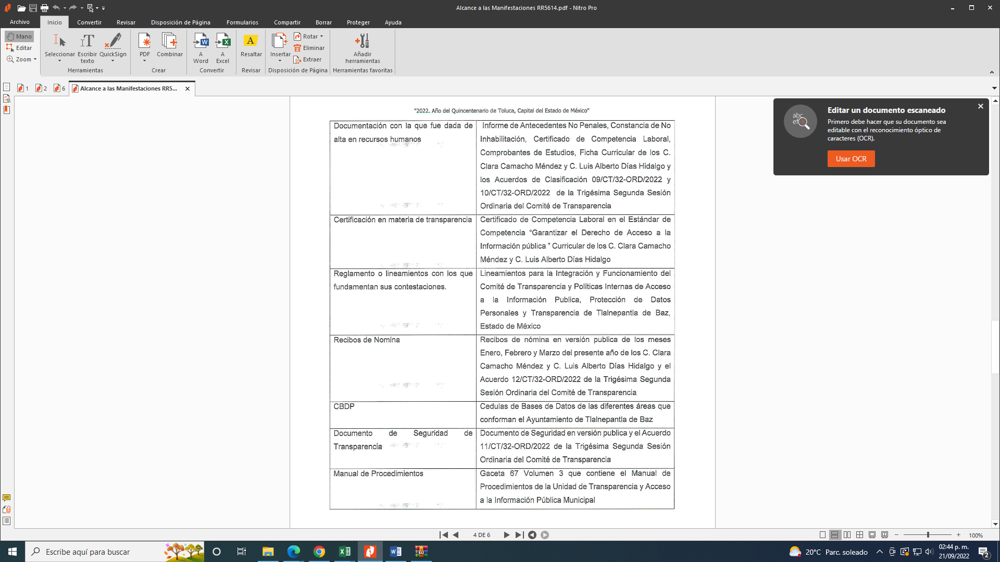 Alcance a las Manifestaciones RR5614.pdf - Nitro Pro
Archivo Inicio Convertir Revisar Disposición de Página Formularios Compartir Borrar Proteger Ayuda
Mano
Editar
Zoom
Seleccionar
Escribir texto
QuickSign
Herramientas
PDF
Combinar
Crear
A Word
A Excel
Convertir
Resaltar
Revisar
Insertar
Rotar
Eliminar
Extraer
Disposición de Página
Añadir herramientas
Herramientas favoritas
1
2
6
Alcance a las Manifestaciones RR5...
"2022. Año del Quincentenario de Toluca, Capital del Estado de México"
Documentación con la que fue dada de
alta en recursos humanos
Informe de Antecedentes No Penales, Constancia de No
Inhabilitación, Certificado de Competencia Laboral,
Comprobantes de Estudios, Ficha Curricular de los C.
Clara Camacho Méndez y C. Luis Alberto Días Hidalgo y
los Acuerdos de Clasificación 09/CT/32-ORD/2022 y
10/CT/32-ORD/2022 de la Trigésima Segunda Sesión
Ordinaria del Comité de Transparencia
Certificación en materia de transparencia
Certificado de Competencia Laboral en el Estándar de
Competencia “Garantizar el Derecho de Acceso a la
Información pública ” Curricular de los C. Clara Camacho
Méndez y C. Luis Alberto Días Hidalgo
Reglamento o lineamientos con los que
fundamentan sus contestaciones.
Lineamientos para la Integración y Funcionamiento del
Comité de Transparencia y Políticas Internas de Acceso
a la Información Publica, Protección de Datos
Personales y Transparencia de Tlalnepantla de Baz,
Estado de México
Recibos de Nomina
Recibos de nómina en versión publica de los meses
Enero, Febrero y Marzo del presente año de los C. Clara
Camacho Méndez y C. Luis Alberto Días Hidalgo y el
Acuerdo 12/CT/32-ORD/2022 de la Trigésima Segunda
Sesión Ordinaria del Comité de Transparencia
CBDP
Cedulas de Bases de Datos de las diferentes áreas que
conforman el Ayuntamiento de Tlalnepantla de Baz
Documento de Seguridad de
Transparencia
Documento de Seguridad en versión publica y el Acuerdo
11/CT/32-ORD/2022 de la Trigésima Segunda Sesión
Ordinaria del Comité de Transparencia
Manual de Procedimientos
Gaceta 67 Volumen 3 que contiene el Manual de
Procedimientos de la Unidad de Transparencia y Acceso
a la Información Pública Municipal
abc
ef
Editar un documento escaneado
Primero debe hacer que su documento sea
editable con el reconocimiento óptico de
caracteres (OCR).
Usar OCR
4 DE 6
100%
Escribe aquí para buscar
20°C Parc. soleado
02:44 p. m.
21/09/2022
2